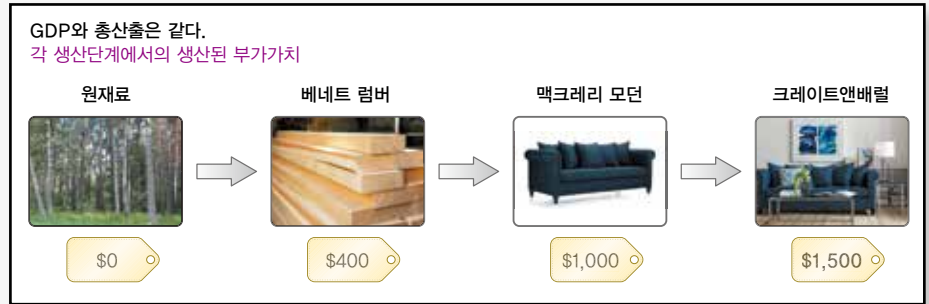 GDP와 총산출은 같다.
각 생산단계에서의 생산된 부가가치
원재료
베네트 럼버
맥크레리 모던
크레이트앤배럴
$0
$400
$1,000
$1,500